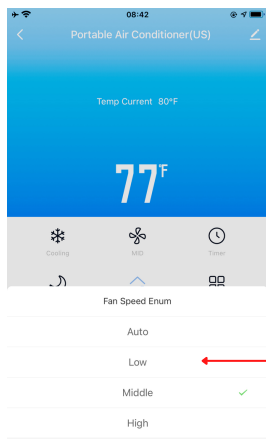 08:42
Portable Air Conditioner(US)
Temp Current 80°F
77°F
Cooling MID Timer
Fan Speed Enum
Auto
Low
Middle
High